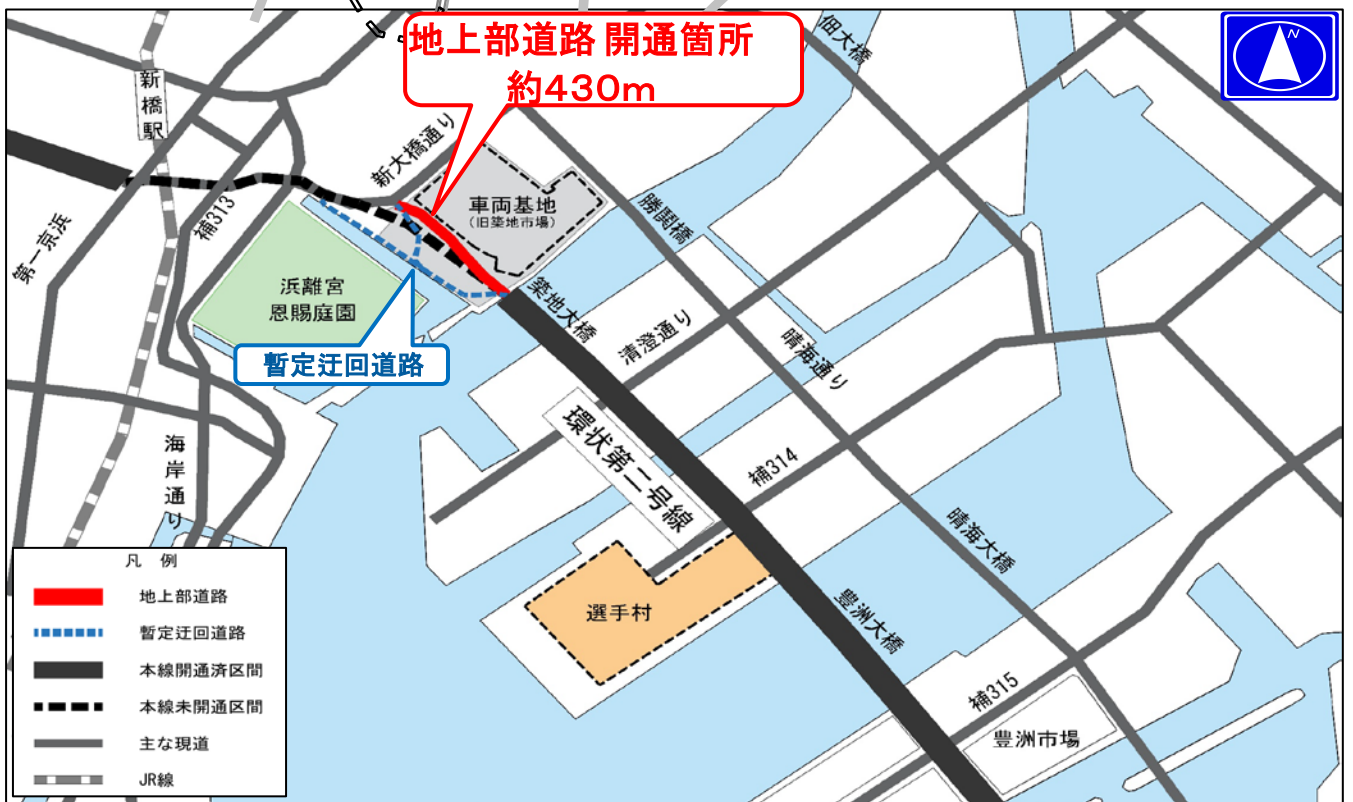 地上部道路 開通箇所
約430m
N
佃大橋
新橋駅
新大橋通り
車両基地
(旧築地市場)
補313
勝鬨橋
第一京浜
浜離宮
恩賜庭園
築地大橋
清澄通り
晴海通り
暫定迂回道路
環状第二号線
海岸通り
補314
晴海大橋
選手村
豊洲大橋
補315
豊洲市場
凡 例
地上部道路
暫定迂回道路
本線開通済区間
本線未開通区間
主な現道
JR線